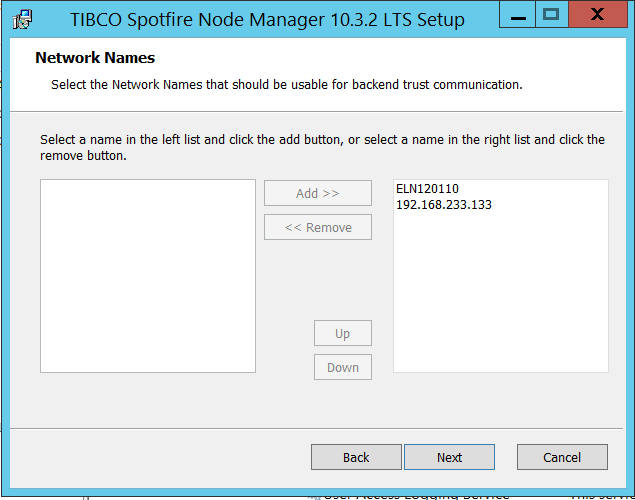 TIBCO Spotfire Node Manager 10.3.2 LTS Setup
Network Names
Select the Network Names that should be usable for backend trust communication.
Select a name in the left list and click the add button, or select a name in the right list and click the
remove button.
Add >>
<< Remove
ELN120110
192.168.233.133
Up
Down
Back
Next
Cancel